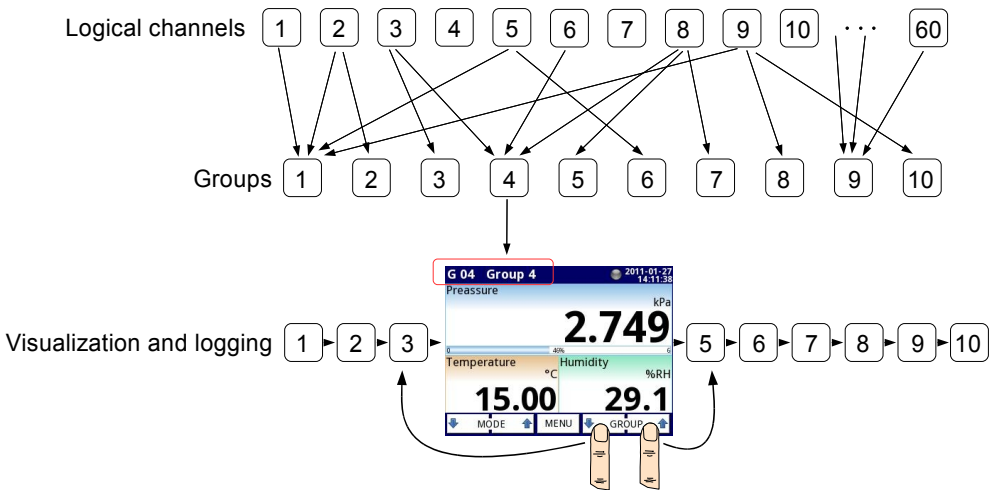 Logical channels 1 2 3 4 5 6 7 8 9 10 . . . 60
Groups 1 2 3 4 5 6 7 8 9 10
G 04 Group 4 2011-01-27
14:11:38
Preassure
kPa
2.749
0 46% 6
Visualization and logging 1 2 3 5 6 7 8 9 10
Temperature Humidity
°C %RH
15.00 29.1
MODE MENU GROUP